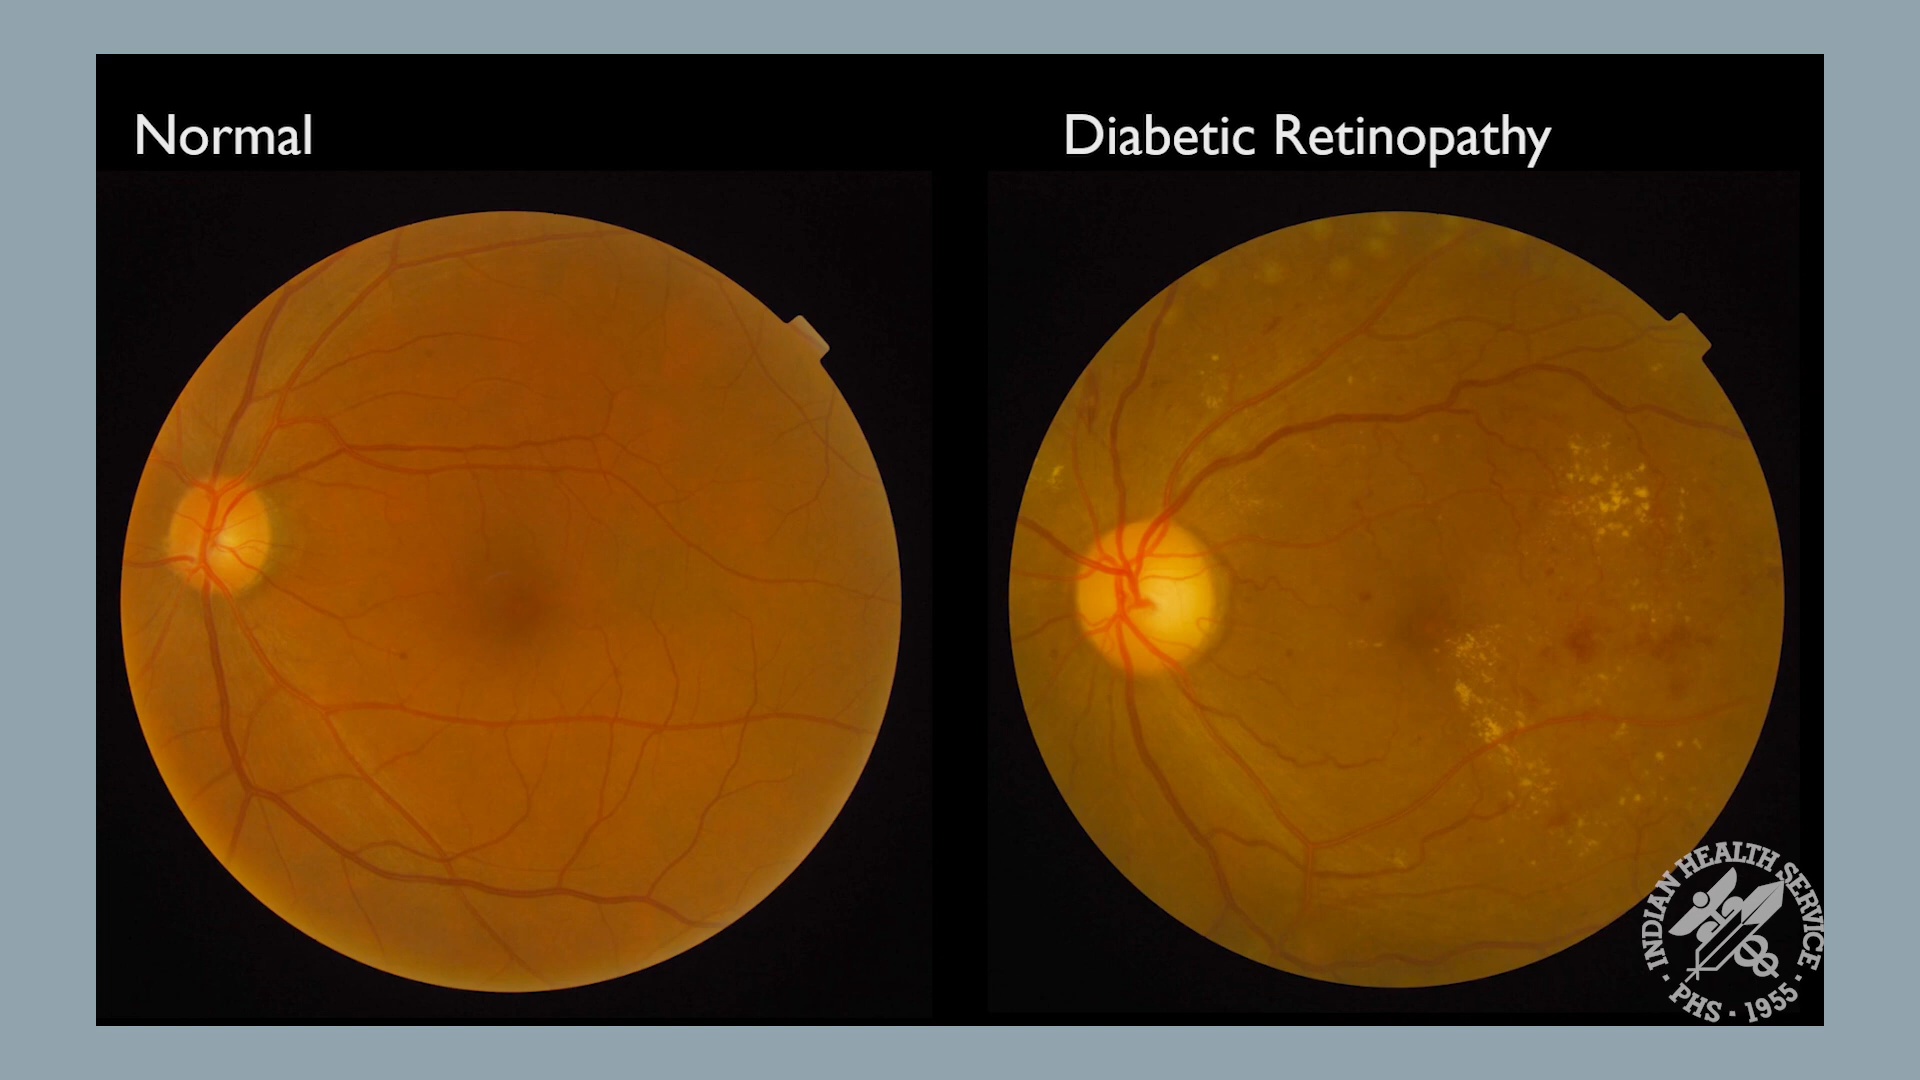 Normal
Diabetic Retinopathy
INDIAN HEALTH SERVICE
· PHS · 1955 ·